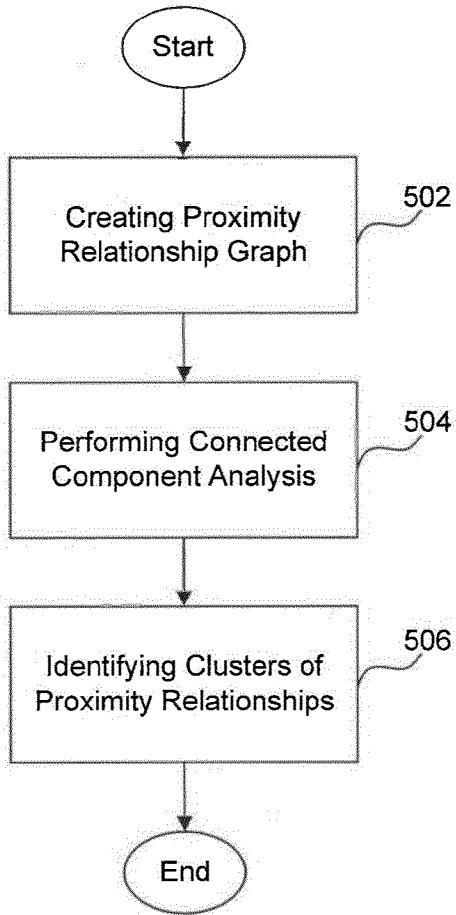 Start
Creating Proximity
Relationship Graph
502
Performing Connected
Component Analysis
504
Identifying Clusters of
Proximity Relationships
506
End